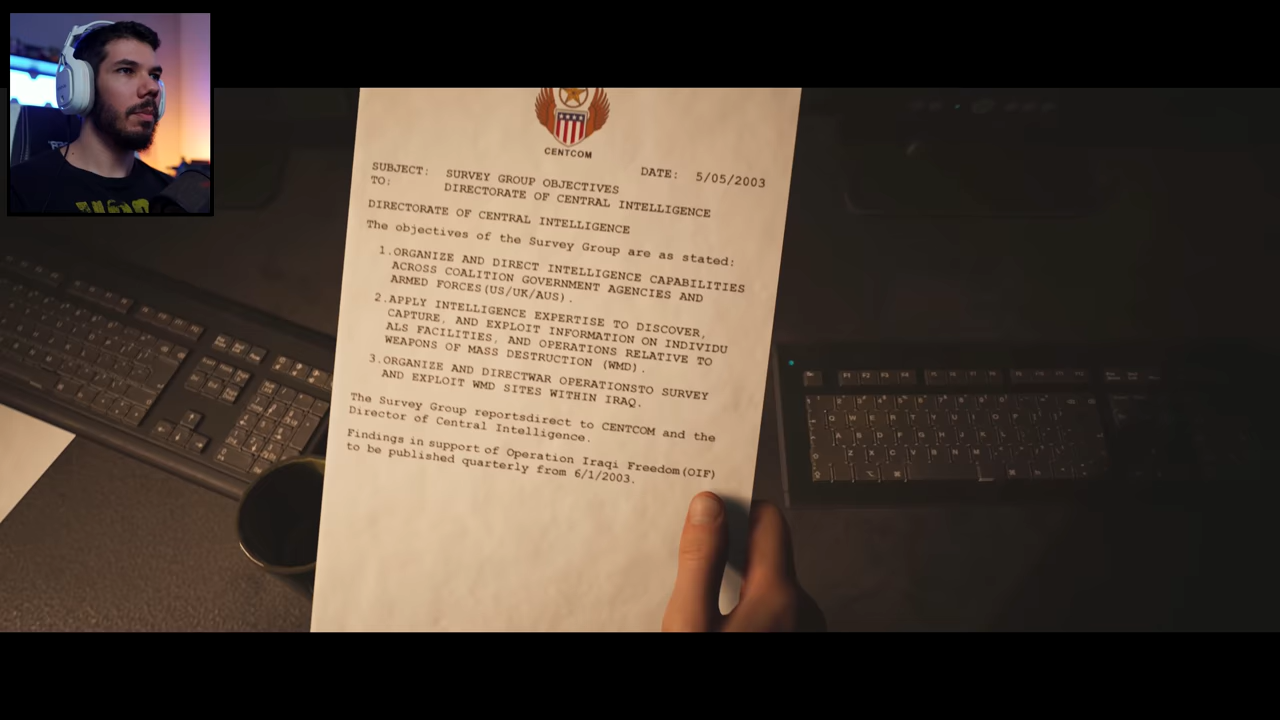 CENTCOM
SUBJECT: SURVEY GROUP OBJECTIVES DATE: 5/05/2003
TO: DIRECTORATE OF CENTRAL INTELLIGENCE
DIRECTORATE OF CENTRAL INTELLIGENCE
The objectives of the Survey Group are as stated:
1.ORGANIZE AND DIRECT INTELLIGENCE CAPABILITIES
ACROSS COALITION GOVERNMENT AGENCIES AND
ARMED FORCES(US/UK/AUS).
2.APPLY INTELLIGENCE EXPERTISE TO DISCOVER,
CAPTURE, AND EXPLOIT INFORMATION ON INDIVIDU
ALS FACILITIES, AND OPERATIONS RELATIVE TO
WEAPONS OF MASS DESTRUCTION (WMD).
3.ORGANIZE AND DIRECTWAR OPERATIONSTO SURVEY
AND EXPLOIT WMD SITES WITHIN IRAQ.
The Survey Group reportsdirect to CENTCOM and the
Director of Central Intelligence.
Findings in support of Operation Iraqi Freedom(OIF)
to be published quarterly from 6/1/2003.